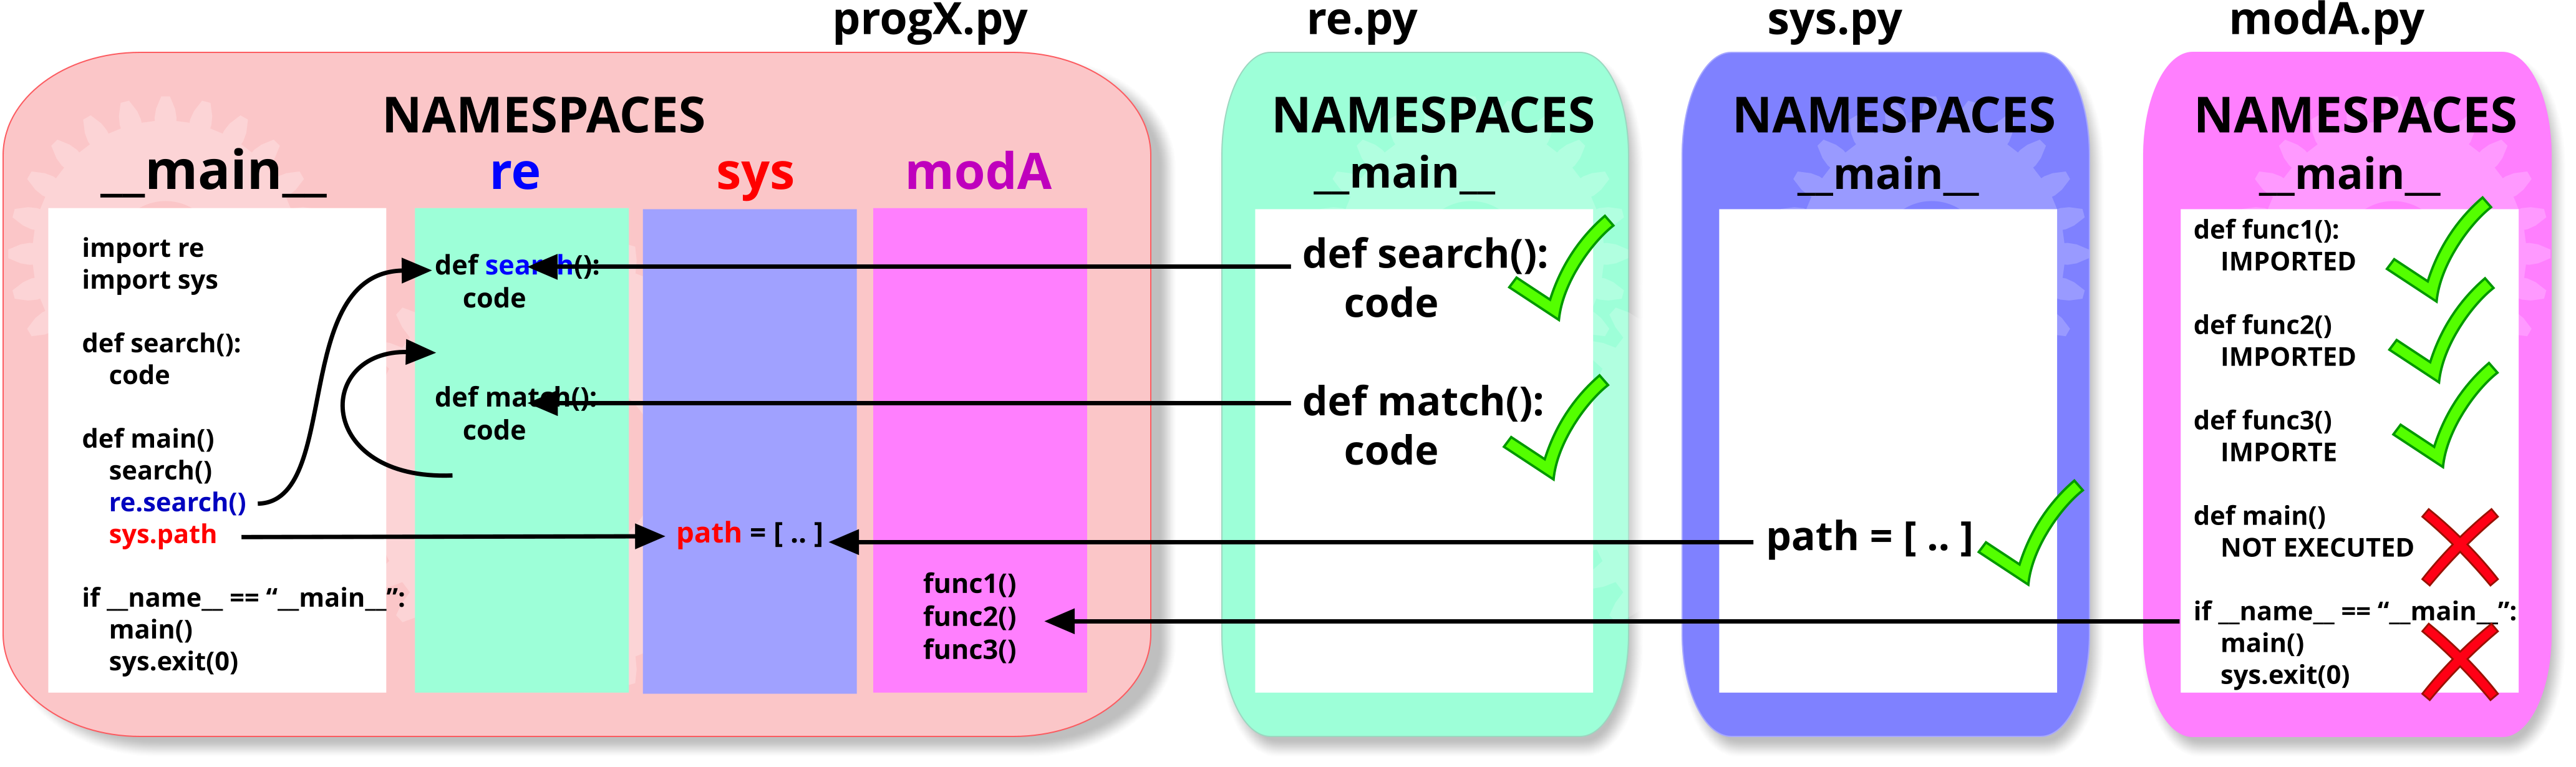 progX.py
NAMESPACES
__main__
re
sys
modA
import re
import sys
def search():
code
def main()
search()
re.search()
sys.path
if __name__ == “__main__”:
main()
sys.exit(0)
def search():
code
def match():
code
path = [ .. ]
func1()
func2()
func3()
re.py
NAMESPACES
__main__
def search():
code
def match():
code
sys.py
NAMESPACES
__main__
path = [ .. ]
modA.py
NAMESPACES
__main__
def func1():
IMPORTED
def func2()
IMPORTED
def func3()
IMPORTE
def main()
NOT EXECUTED
if __name__ == “__main__”:
main()
sys.exit(0)